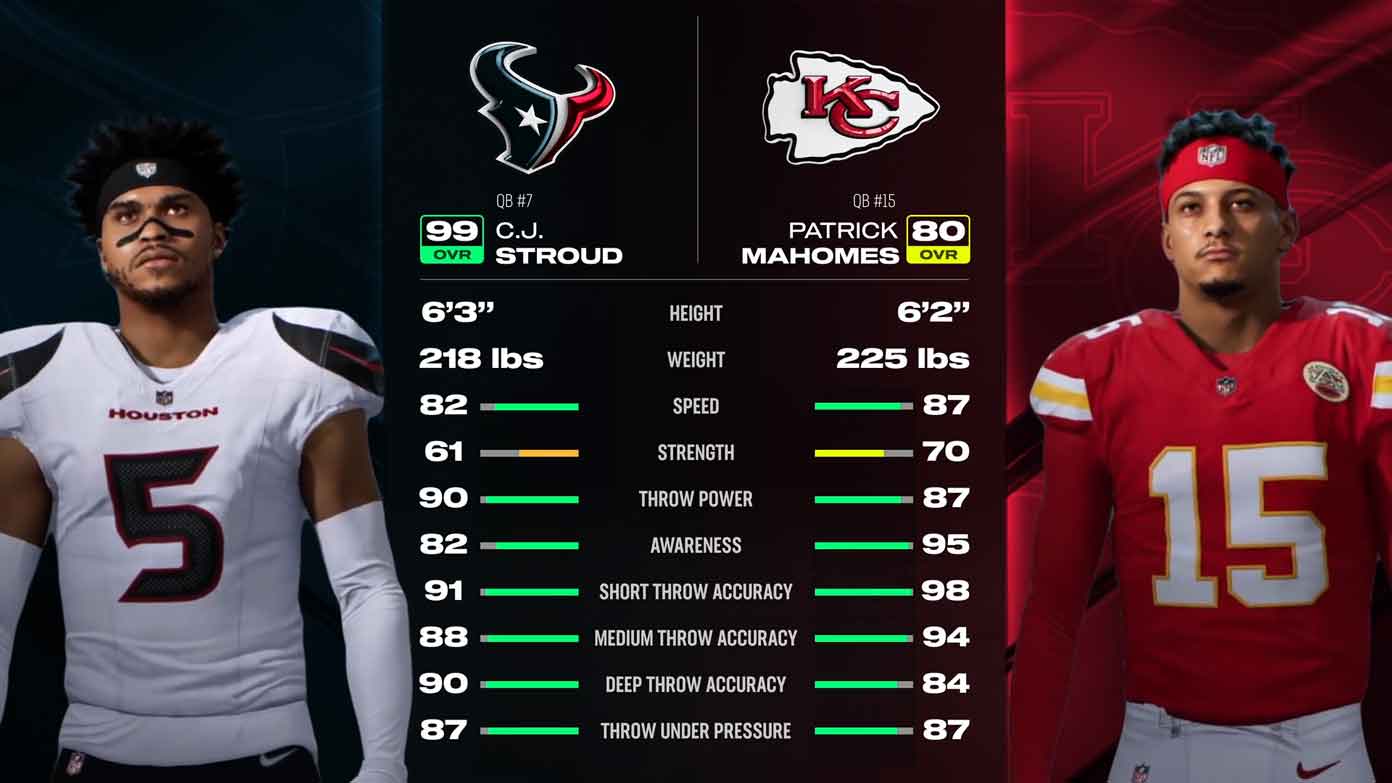 KC
QB #7
99
OVR
C.J.
STROUD
QB #15
PATRICK
MAHOMES
80
OVR
6’3” HEIGHT 6’2”
218 lbs WEIGHT 225 lbs
82 SPEED 87
61 STRENGTH 70
90 THROW POWER 87
82 AWARENESS 95
91 SHORT THROW ACCURACY 98
88 MEDIUM THROW ACCURACY 94
90 DEEP THROW ACCURACY 84
87 THROW UNDER PRESSURE 87
HOUSTON
5
NFL
15
15